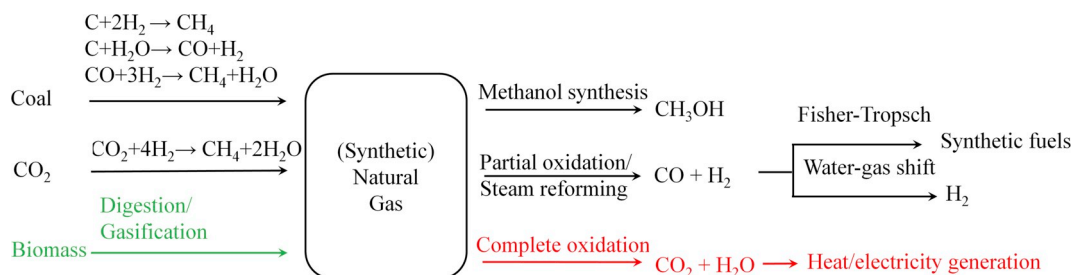 C+2H₂→ CH₄
C+H₂O→ CO+H₂
CO+3H₂→ CH₄+H₂O
Coal
CO₂+4H₂→ CH₄+2H₂O
CO₂
Digestion/
Gasification
Biomass
(Synthetic)
Natural
Gas
Methanol synthesis
CH₃OH
Partial oxidation/
Steam reforming
CO + H₂
Fisher-Tropsch
Synthetic fuels
Water-gas shift
H₂
Complete oxidation
CO₂ + H₂O
Heat/electricity generation